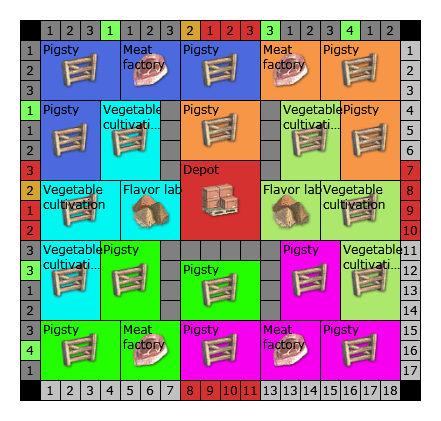 1 2 3 1 1 2 3 2 1 2 3 3 1 2 3 4 1 2
1 Pigsty Meat factory Pigsty Meat factory Pigsty 1
2 2
3 3
1 Pigsty Vegetable cultivati... Pigsty Vegetable cultivati... Pigsty 4
1 5
2 6
3 Depot 7
2 Vegetable cultivation Flavor lab Flavor lab Vegetable cultivation 8
1 9
2 10
3 Vegetable cultivati... Pigsty Pigsty Vegetable cultivati... 11
3 Pigsty 12
1 13
2 14
3 Pigsty Meat factory Pigsty Meat factory Pigsty 15
4 16
1 17
1 2 3 4 5 6 7 8 9 10 11 13 13 14 15 16 17 18